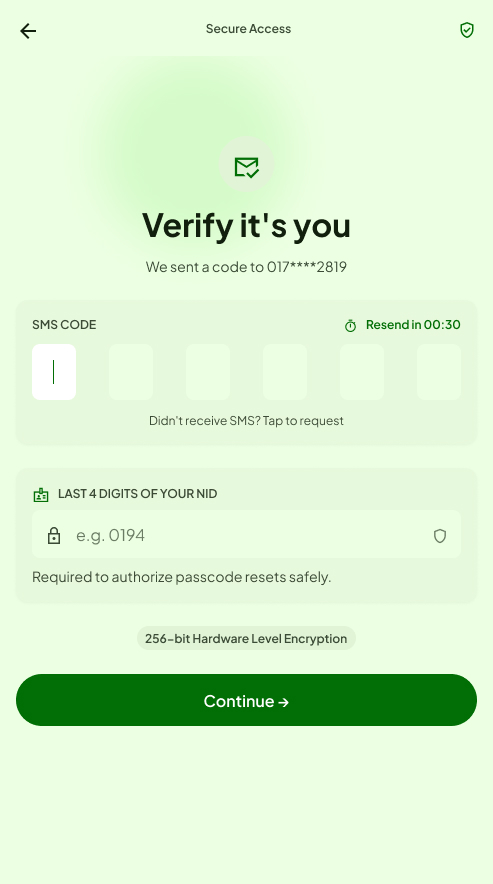 Secure Access
Verify it's you
We sent a code to 017****2819
SMS CODE
Resend in 00:30
Didn't receive SMS? Tap to request
LAST 4 DIGITS OF YOUR NID
e.g. 0194
Required to authorize passcode resets safely.
256-bit Hardware Level Encryption
Continue →